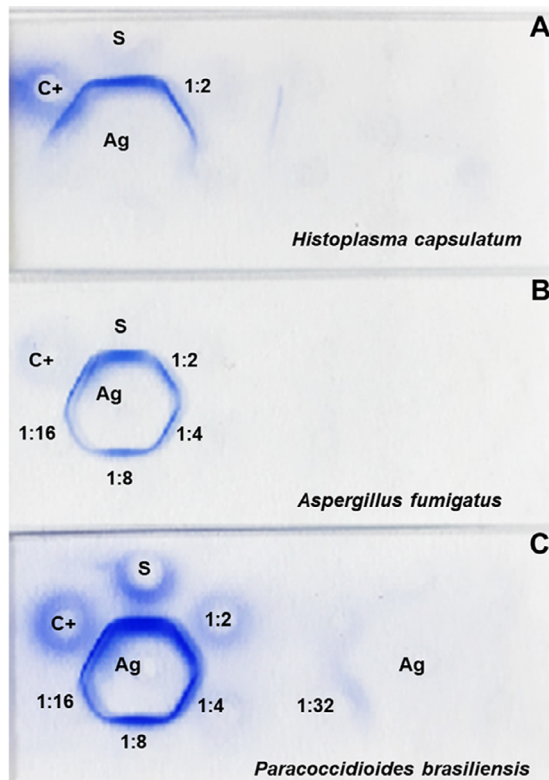 A
S
C+
1:2
Ag
Histoplasma capsulatum
B
S
C+
1:2
Ag
1:16
1:4
1:8
Aspergillus fumigatus
C
S
C+
1:2
Ag
Ag
1:16
1:4
1:32
1:8
Paracoccidioides brasiliensis